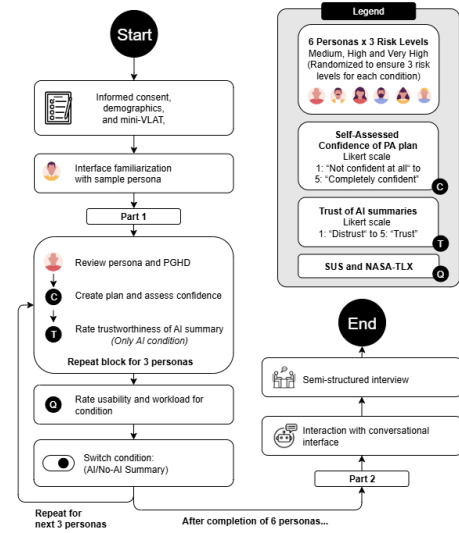 Start
Informed consent,
demographics,
and mini-VLAT,
Interface familiarization
with sample persona
Part 1
Review persona and PGHD
C
Create plan and assess confidence
T
Rate trustworthiness of AI summary
(Only AI condition)
Repeat block for 3 personas
Q
Rate usability and workload for
condition
Switch condition:
(AI/No-AI Summary)
Repeat for
next 3 personas
After completion of 6 personas...
Legend
6 Personas x 3 Risk Levels
Medium, High and Very High
(Randomized to ensure 3 risk
levels for each condition)
Self-Assessed
Confidence of PA plan
Likert scale
1: "Not confident at all" to
5: "Completely confident"
C
Trust of AI summaries
Likert scale
1: "Distrust" to 5: "Trust"
T
SUS and NASA-TLX
Q
End
Semi-structured interview
Interaction with conversational
interface
Part 2